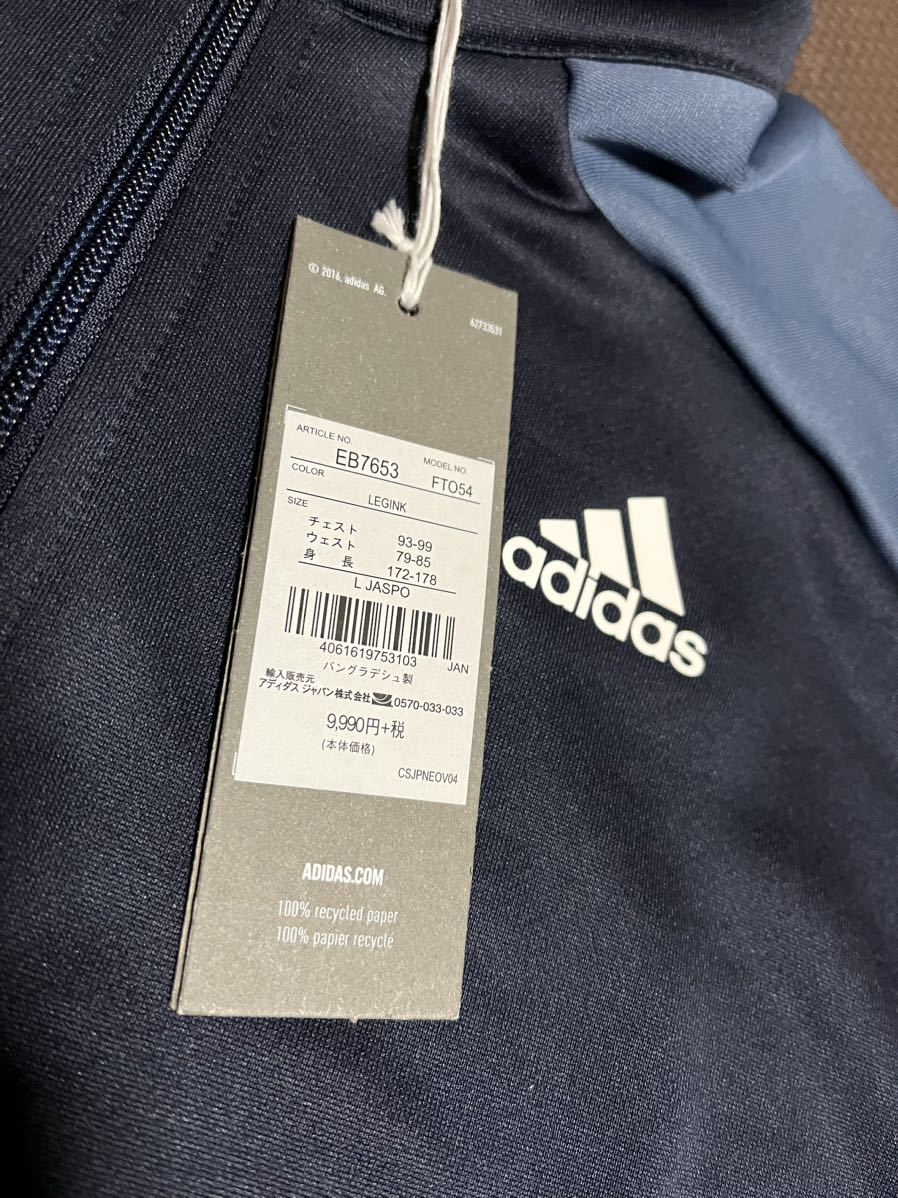 © 2016, adidas AG.
62733531
ARTICLE NO. EB7653 MODEL NO. FTO54
COLOR LEGINK
SIZE
チェスト 93-99
ウェスト 79-85
身 長 172-178
L JASPO
4061619753103 JAN
バングラデシュ製
輸入販売元
アディダス ジャパン株式会社 0570-033-033
9,990円+税
(本体価格)
CSJPNEOV04
ADIDAS.COM
100% recycled paper
100% papier recyclé
adidas